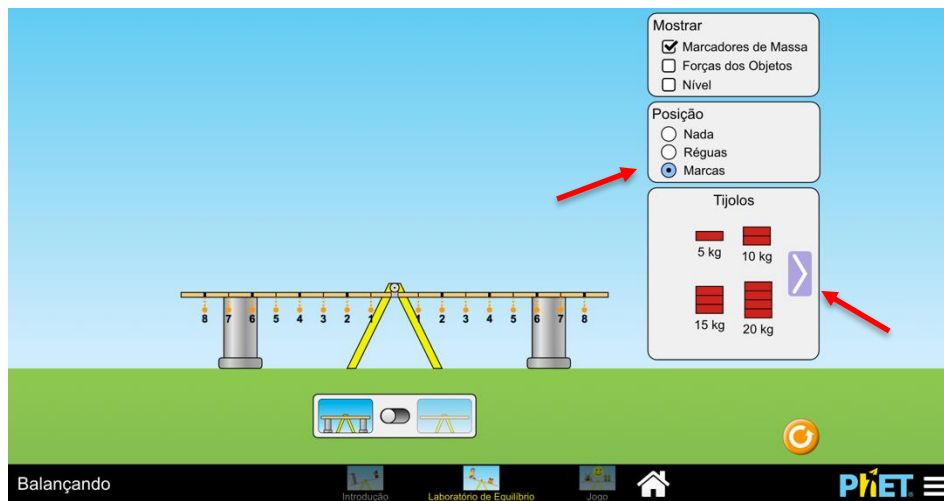 Mostrar
Marcadores de Massa
Forças dos Objetos
Nível
Posição
Nada
Réguas
Marcas
Tijolos
5 kg 10 kg
15 kg 20 kg
8 7 6 5 4 3 2 1 1 2 3 4 5 6 7 8
Balançando
Introdução Laboratório de Equilíbrio Jogo
PhET